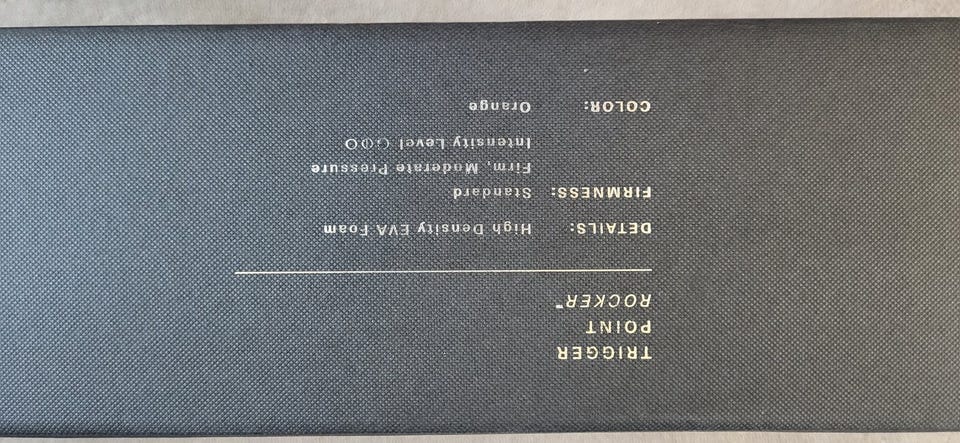 TRIGGER
POINT
ROCKER™
DETAILS: High Density EVA Foam
FIRMNESS: Standard
Firm, Moderate Pressure
Intensity Level
COLOR: Orange